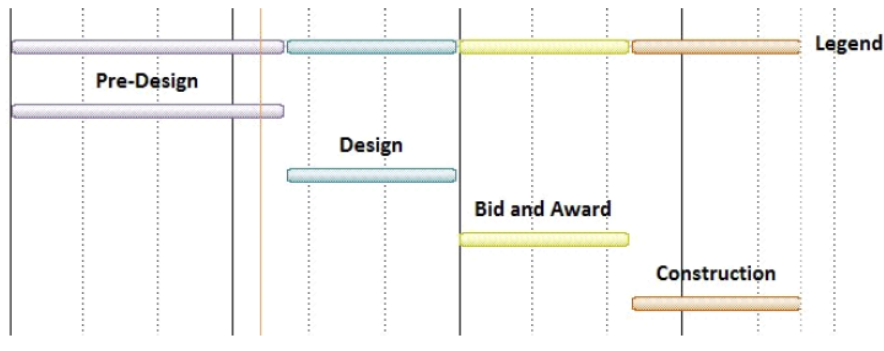 Legend
Pre-Design
Design
Bid and Award
Construction